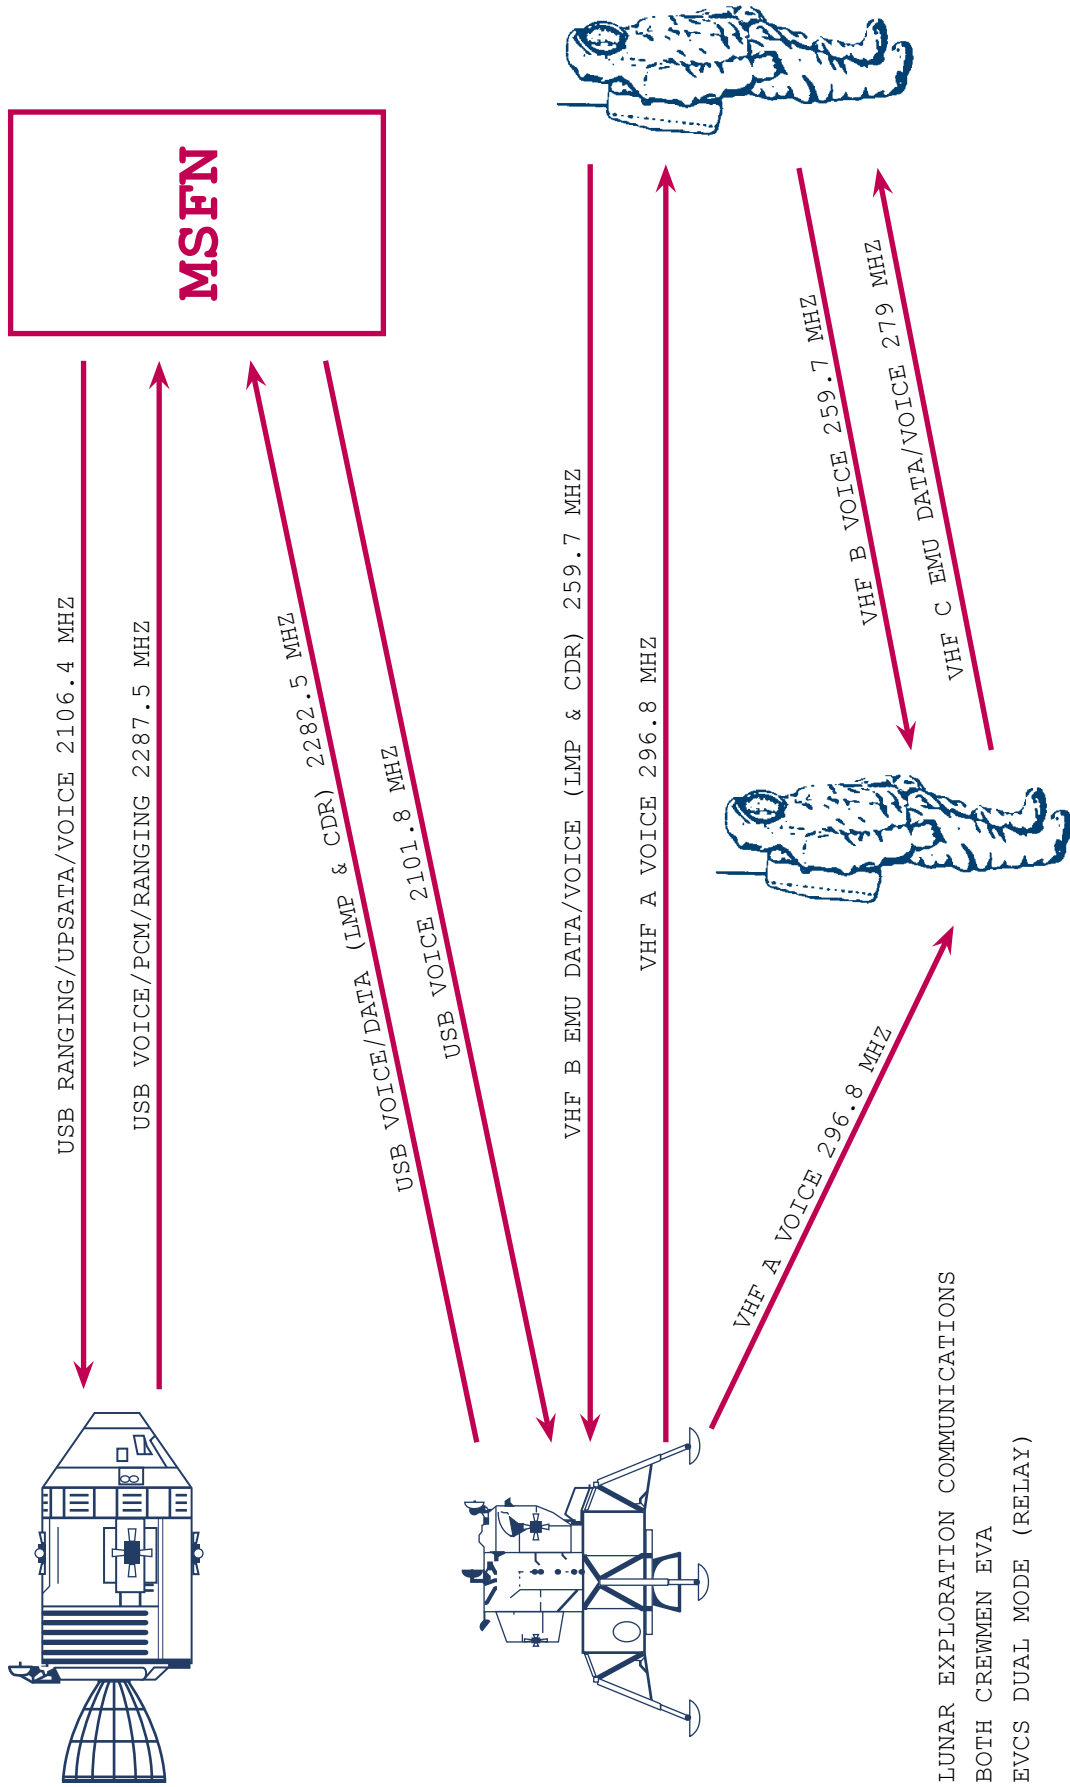 MSFN
USB RANGING/UPSATA/VOICE 2106.4 MHZ
USB VOICE/PCM/RANGING 2287.5 MHZ
USB VOICE/DATA (LMP & CDR) 2282.5 MHZ
USB VOICE 2101.8 MHZ
VHF B EMU DATA/VOICE (LMP & CDR) 259.7 MHZ
VHF A VOICE 296.8 MHZ
VHF B VOICE 259.7 MHZ
VHF C EMU DATA/VOICE 279 MHZ
VHF A VOICE 296.8 MHZ
LUNAR EXPLORATION COMMUNICATIONS
BOTH CREWMEN EVA
EVCS DUAL MODE (RELAY)